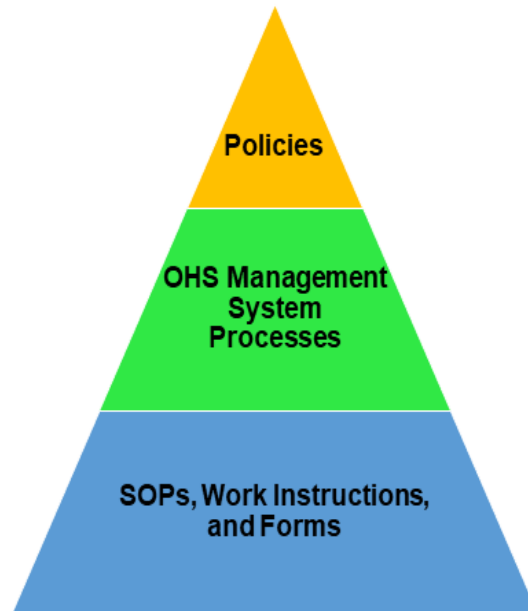 Policies
OHS Management
System
Processes
SOPs, Work Instructions,
and Forms